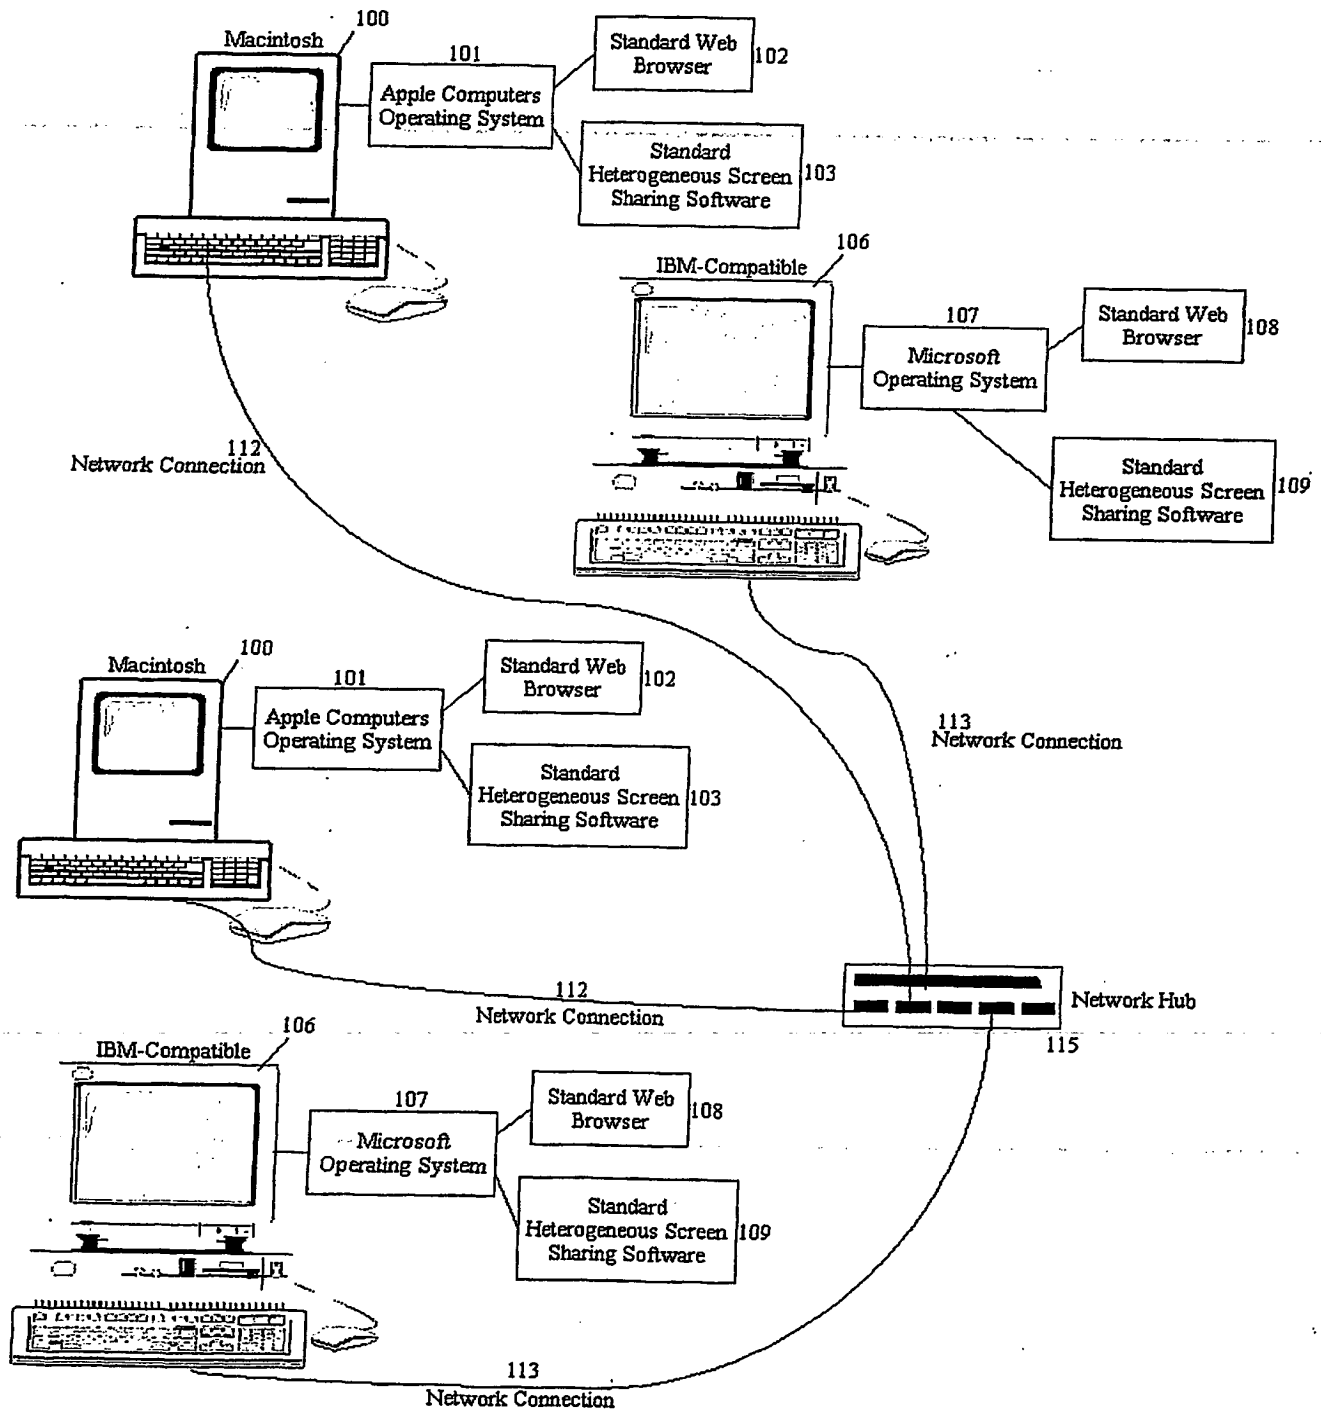 100
Macintosh
101
Apple Computers
Operating System
Standard Web
Browser
102
Standard
Heterogeneous Screen
Sharing Software
103
106
IBM-Compatible
107
Microsoft
Operating System
Standard Web
Browser
108
Standard
Heterogeneous Screen
Sharing Software
109
112
Network Connection
100
Macintosh
101
Apple Computers
Operating System
Standard Web
Browser
102
Standard
Heterogeneous Screen
Sharing Software
103
113
Network Connection
112
Network Connection
Network Hub
115
106
IBM-Compatible
107
Microsoft
Operating System
Standard Web
Browser
108
Standard
Heterogeneous Screen
Sharing Software
109
113
Network Connection